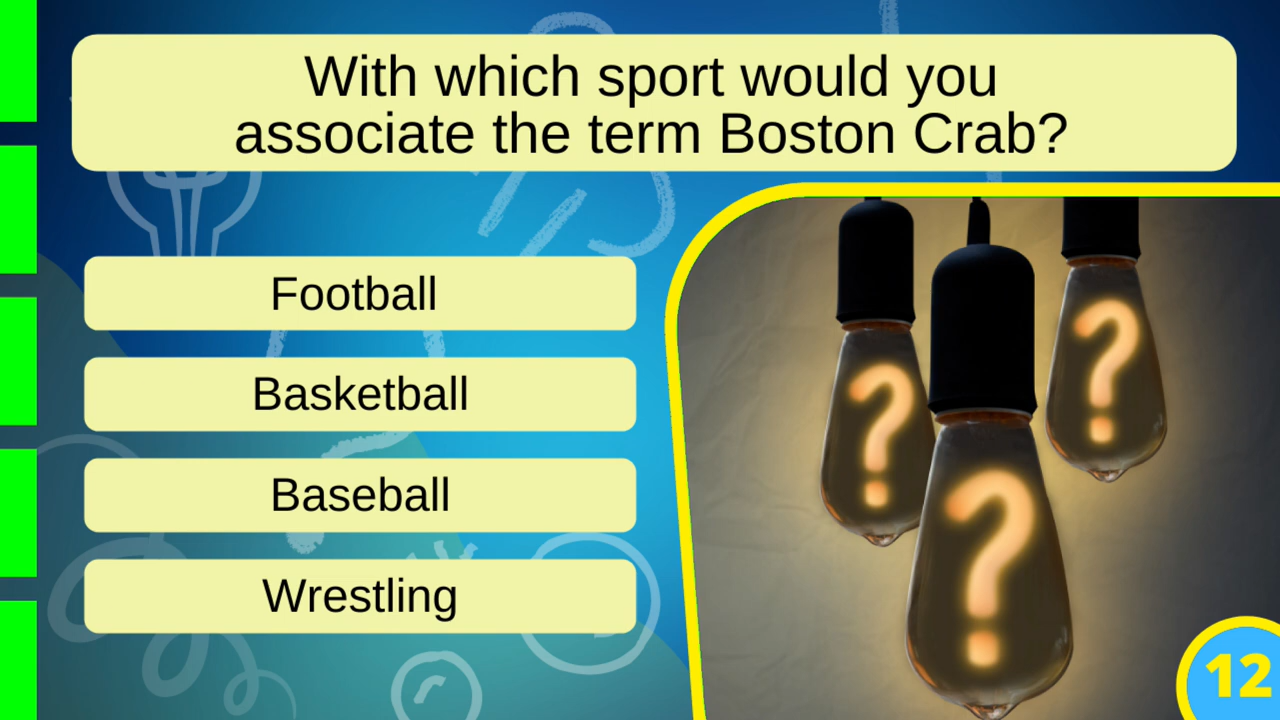 With which sport would you
associate the term Boston Crab?
Football
Basketball
Baseball
Wrestling
?
?
?
12